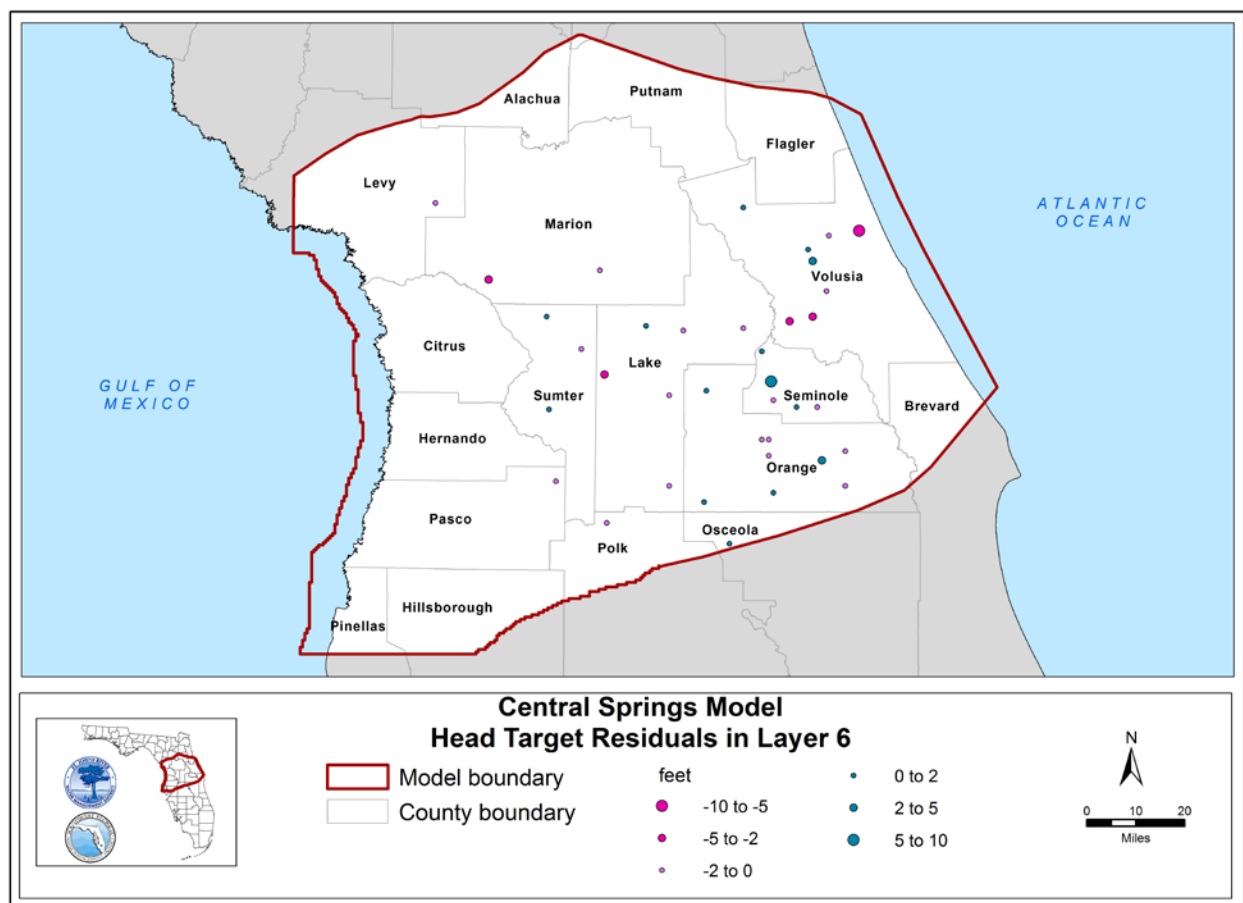 Alachua
Putnam
Flagler
Levy
Marion
ATLANTIC
OCEAN
Volusia
Citrus
Lake
GULF OF
MEXICO
Sumter
Seminole
Brevard
Hernando
Orange
Pasco
Osceola
Polk
Hillsborough
Pinellas
Central Springs Model
Head Target Residuals in Layer 6
Model boundary
County boundary
feet
-10 to -5
-5 to -2
-2 to 0
0 to 2
2 to 5
5 to 10
N
0 5 10 20
Miles